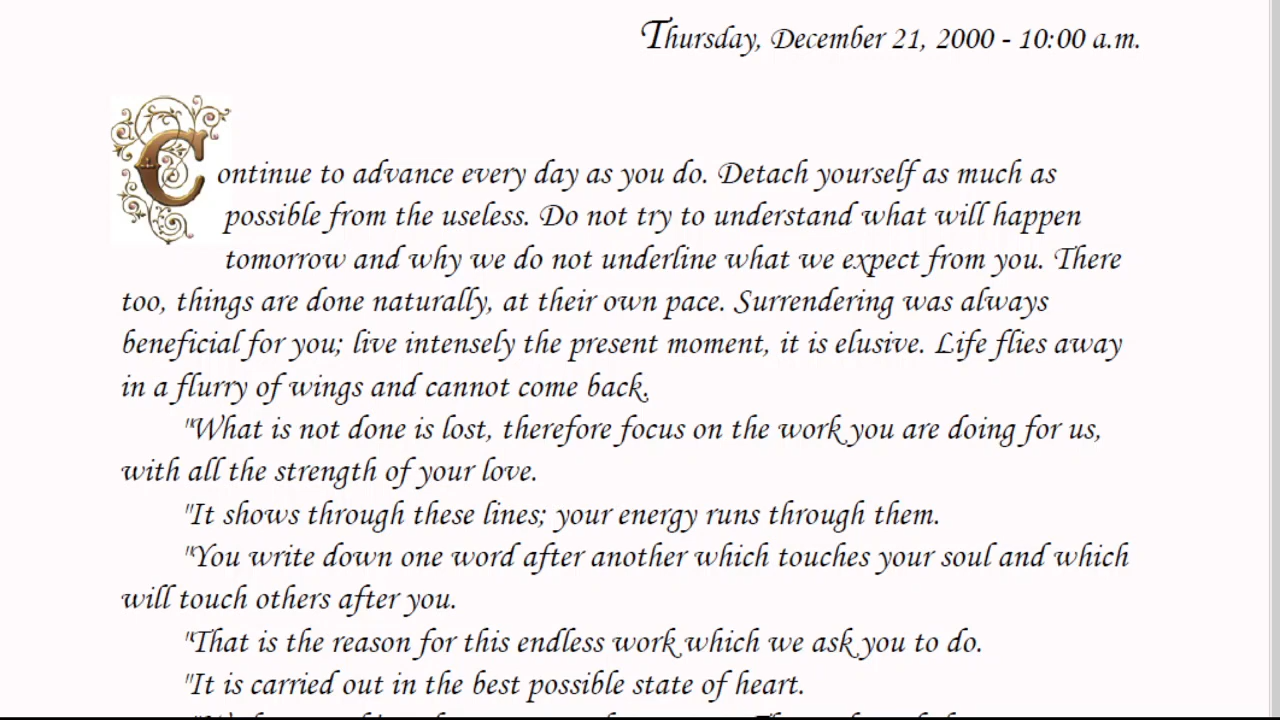 Thursday, December 21, 2000 - 10:00 a.m.
Continue to advance every day as you do. Detach yourself as much as
possible from the useless. Do not try to understand what will happen
tomorrow and why we do not underline what we expect from you. There
too, things are done naturally, at their own pace. Surrendering was always
beneficial for you; live intensely the present moment, it is elusive. Life flies away
in a flurry of wings and cannot come back.
"What is not done is lost, therefore focus on the work you are doing for us,
with all the strength of your love.
"It shows through these lines; your energy runs through them.
"You write down one word after another which touches your soul and which
will touch others after you.
"That is the reason for this endless work which we ask you to do.
"It is carried out in the best possible state of heart.